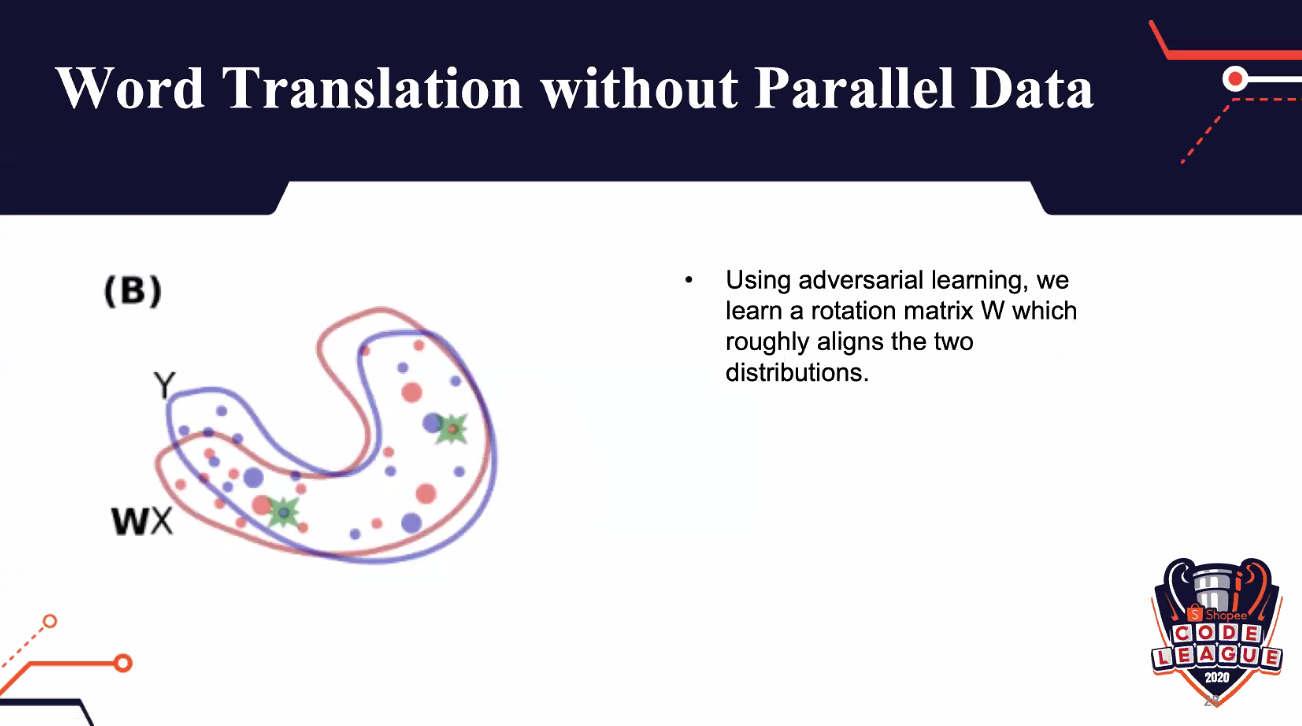 Word Translation without Parallel Data
(B)
Y
WX
• Using adversarial learning, we
learn a rotation matrix W which
roughly aligns the two
distributions.
S Shopee
CODE
LEAGUE
2020